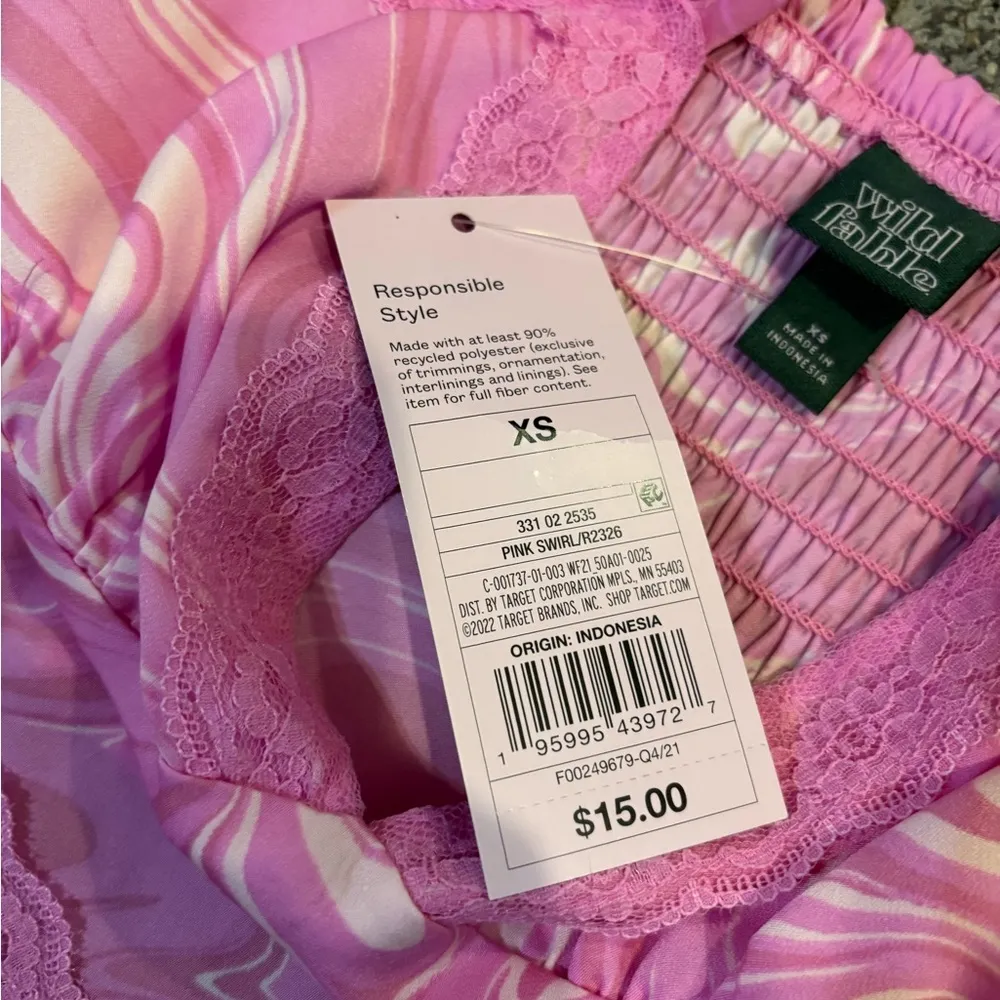 Responsible
Style
Made with at least 90%
recycled polyester (exclusive
of trimmings, ornamentation,
interlinings and linings). See
item for full fiber content.
XS
331 02 2535
PINK SWIRL/R2326
C-001737-01-003 WF21 50A01-0025
DIST. BY TARGET CORPORATION MPLS., MN 55403
©2022 TARGET BRANDS, INC. SHOP TARGET.COM
ORIGIN: INDONESIA
1 95995 43972 7
F00249679-Q4/21
$15.00
wild
fable
XS
MADE IN
INDONESIA